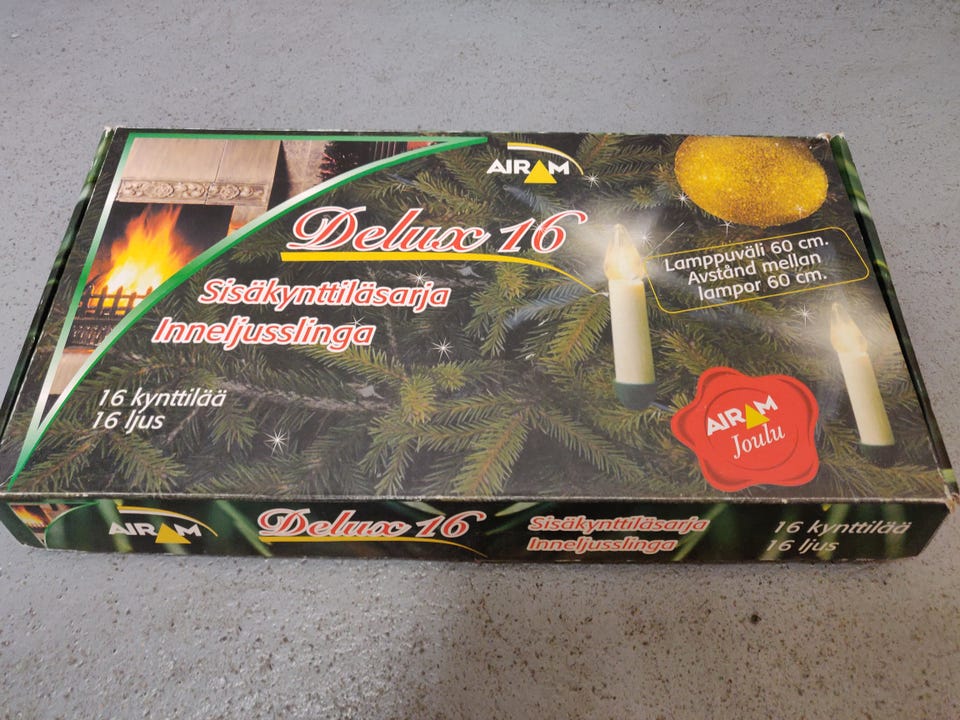 AIRAM
Delux 16
Lamppuväli 60 cm.
Avstånd mellan
lampor 60 cm.
Sisäkynttiläsarja
Inneljusslinga
16 kynttilää
16 ljus
AIRAM
Joulu
AIRAM
Delux 16
Sisäkynttiläsarja
Inneljusslinga
16 kynttilää
16 ljus